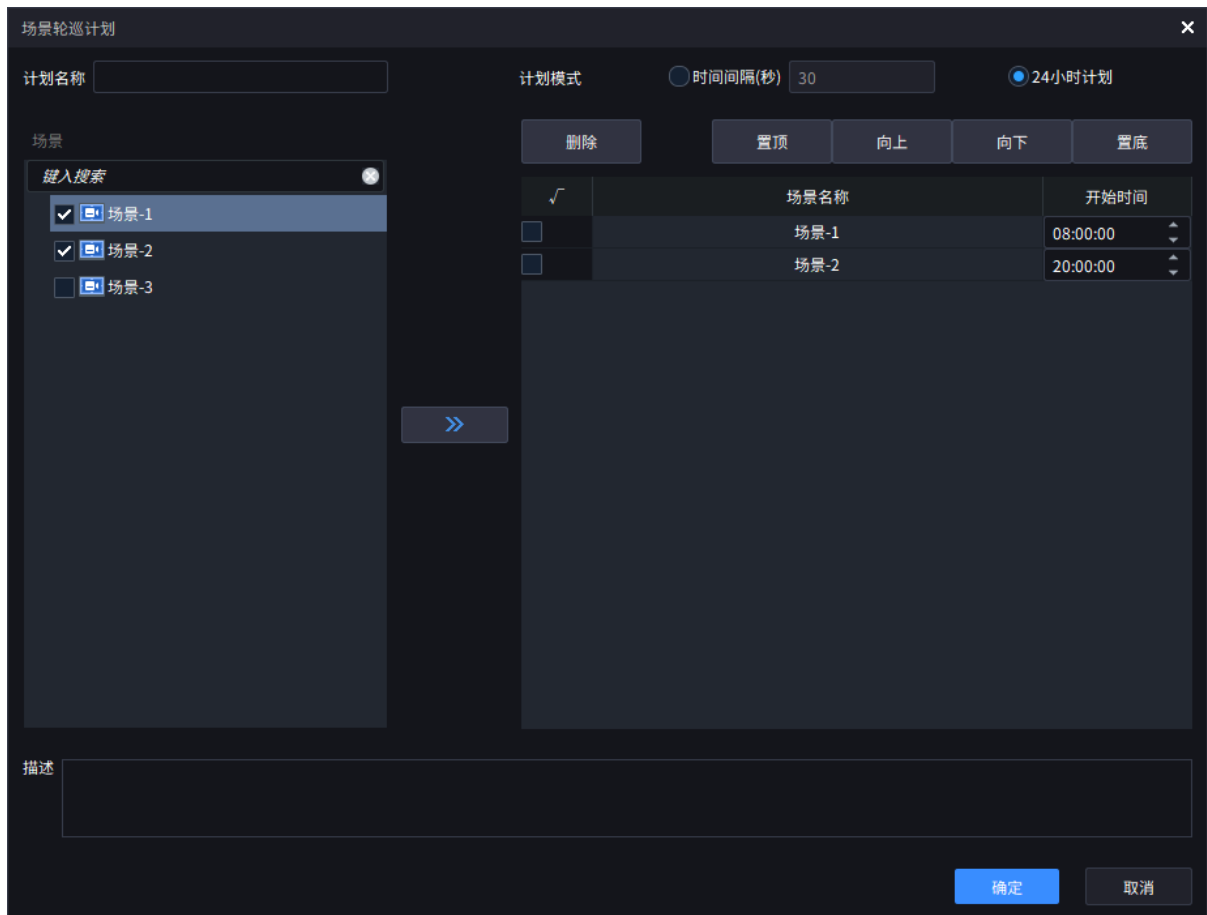 场景轮巡计划
计划名称 计划模式 时间间隔(秒) 30 24小时计划
场景 删除 置顶 向上 向下 置底
键入搜索
√ 场景名称 开始时间
场景-1 场景-1 08:00:00
场景-2 场景-2 20:00:00
场景-3
描述
确定 取消